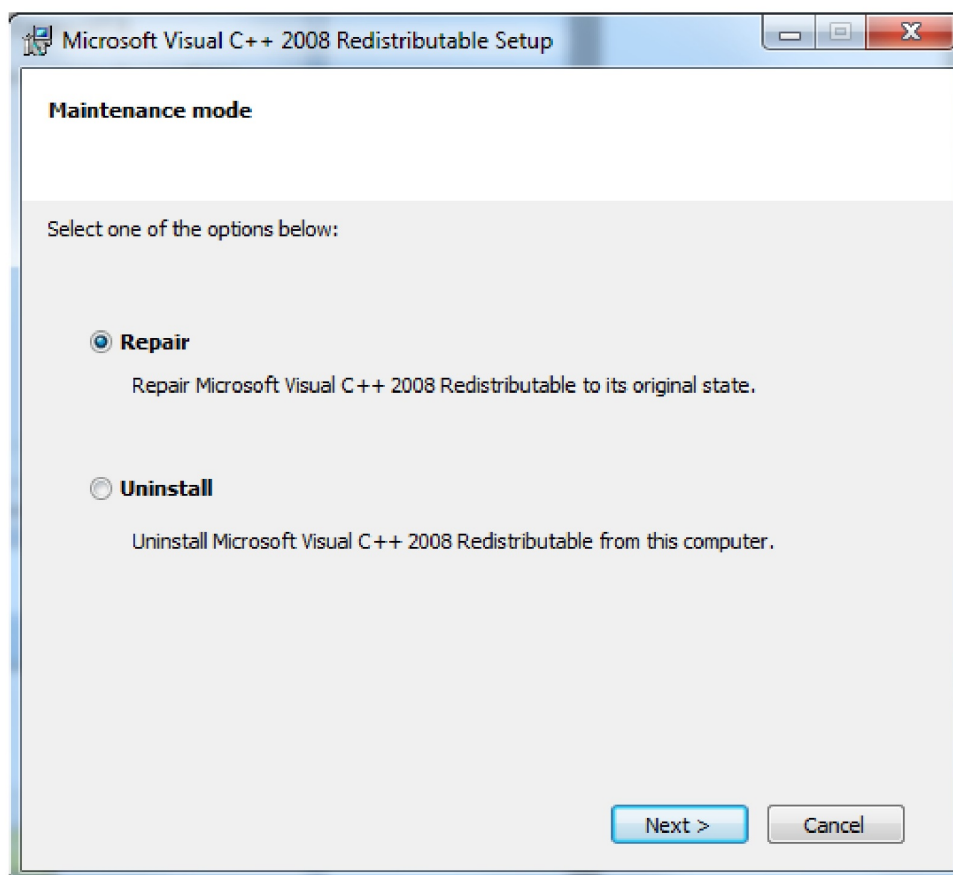 Microsoft Visual C++ 2008 Redistributable Setup
Maintenance mode
Select one of the options below:
Repair
Repair Microsoft Visual C++ 2008 Redistributable to its original state.
Uninstall
Uninstall Microsoft Visual C++ 2008 Redistributable from this computer.
Next >
Cancel